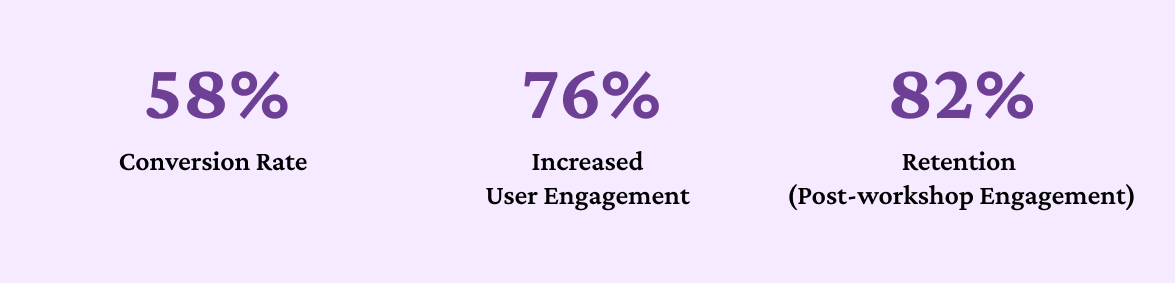 58%
76%
82%
Conversion Rate
Increased
User Engagement
Retention
(Post-workshop Engagement)